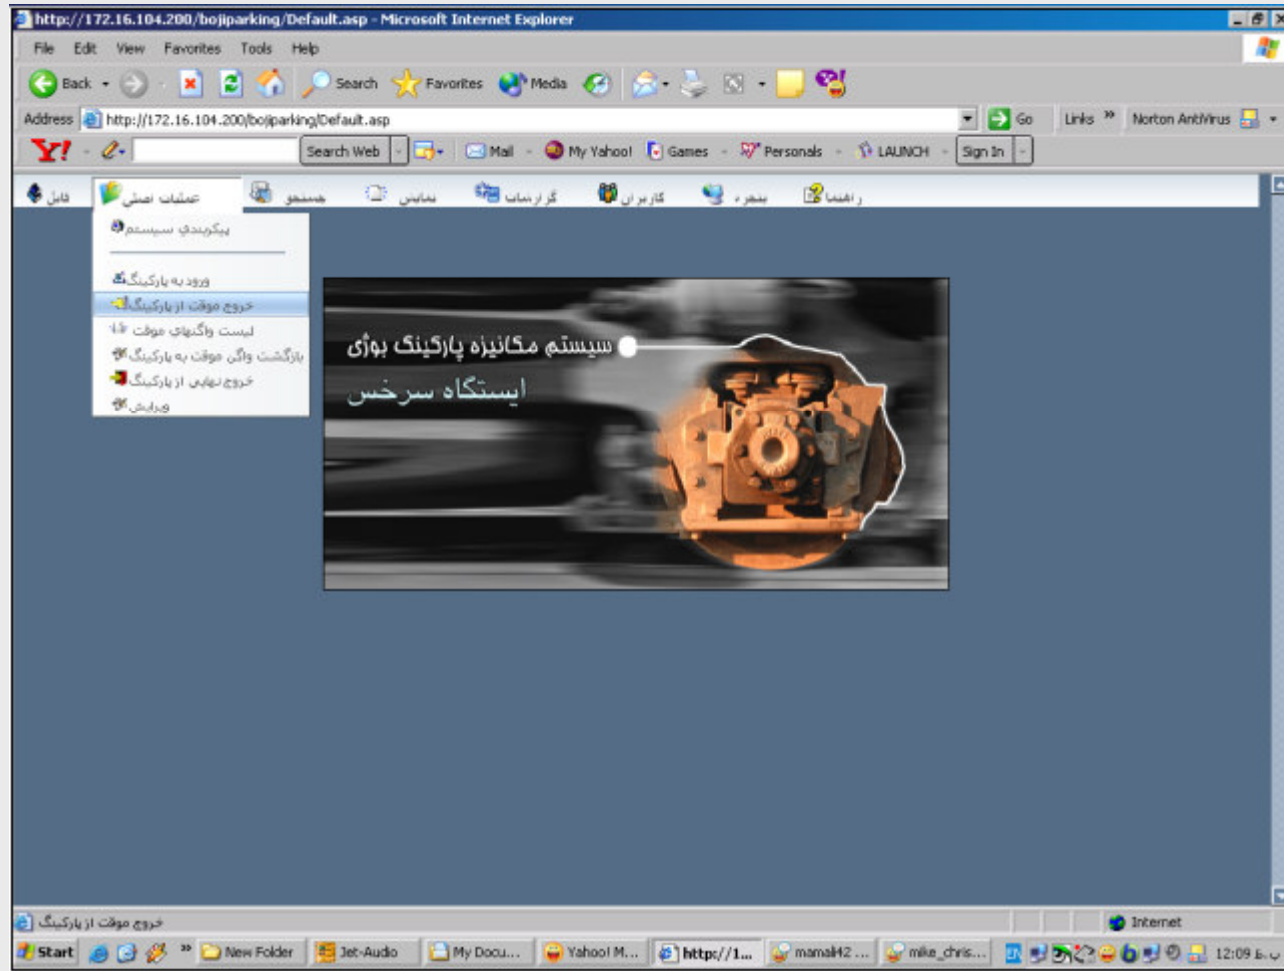 http://172.16.104.200/bojiparking/Default.asp - Microsoft Internet Explorer
File Edit View Favorites Tools Help
Back Search Favorites Media
Address http://172.16.104.200/bojiparking/Default.asp Go Links » Norton AntiVirus
Y! Search Web Mail My Yahoo! Games Personals LAUNCH Sign In
فایل عملیات اصلی جستجو نمایش گزارشات کاربران پنجره راهنما
پیکربندي سیستم
ورود به پارکینگ
خروج موقت از پارکینگ
لیست واگنهاي موقت
بازگشت واگن موقت به پارکینگ
خروج نهایی از پارکینگ
ویرایش
سیستم مکانیزه پارکینگ بوژی
ایستگاه سرخس
خروج موقت از پارکینگ
Internet
Start » New Folder Jet-Audio My Docu... Yahoo! M... http://1... mamal42 ... mike_chris... EN 12:09 ب.ظ